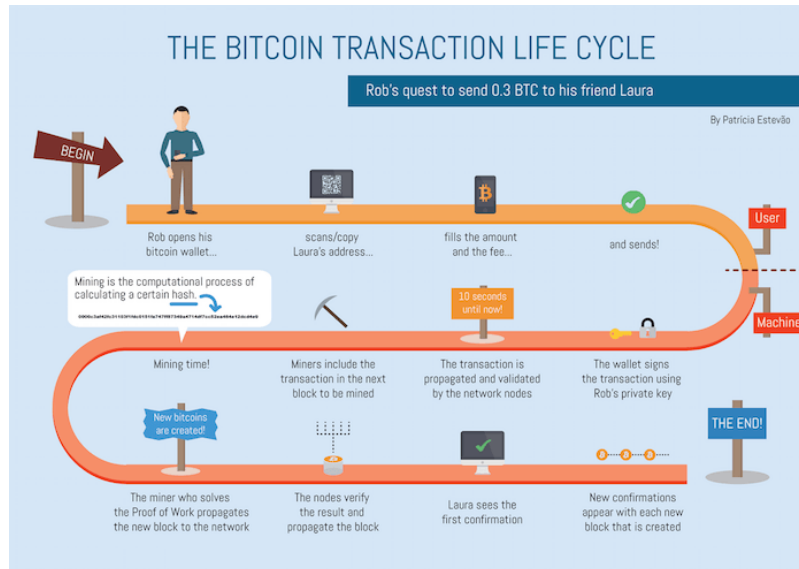 THE BITCOIN TRANSACTION LIFE CYCLE
Rob's quest to send 0.3 BTC to his friend Laura
By Patrícia Estevão
BEGIN
Rob opens his
bitcoin wallet...
scans/copy
Laura's address...
fills the amount
and the fee...
and sends!
User
Machine
The wallet signs
the transaction using
Rob's private key
10 seconds
until now!
The transaction is
propagated and validated
by the network nodes
Miners include the
transaction in the next
block to be mined
Mining is the computational process of
calculating a certain hash.
Mining time!
New bitcoins
are created!
The miner who solves
the Proof of Work propagates
the new block to the network
The nodes verify
the result and
propagate the block
Laura sees the
first confirmation
New confirmations
appear with each new
block that is created
THE END!